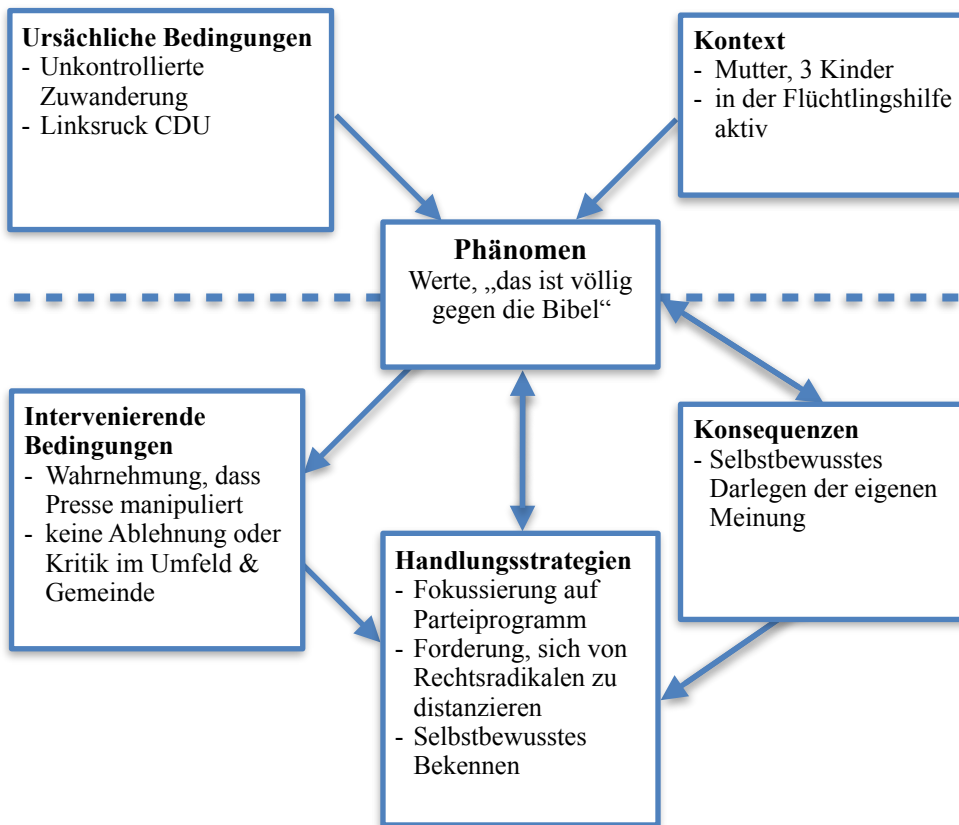 Ursächliche Bedingungen
- Unkontrollierte
Zuwanderung
- Linksruck CDU
Kontext
- Mutter, 3 Kinder
- in der Flüchtlingshilfe
aktiv
Phänomen
Werte, „das ist völlig
gegen die Bibel“
Intervenierende
Bedingungen
- Wahrnehmung, dass
Presse manipuliert
- keine Ablehnung oder
Kritik im Umfeld &
Gemeinde
Konsequenzen
- Selbstbewusstes
Darlegen der eigenen
Meinung
Handlungsstrategien
- Fokussierung auf
Parteiprogramm
- Forderung, sich von
Rechtsradikalen zu
distanzieren
- Selbstbewusstes
Bekennen